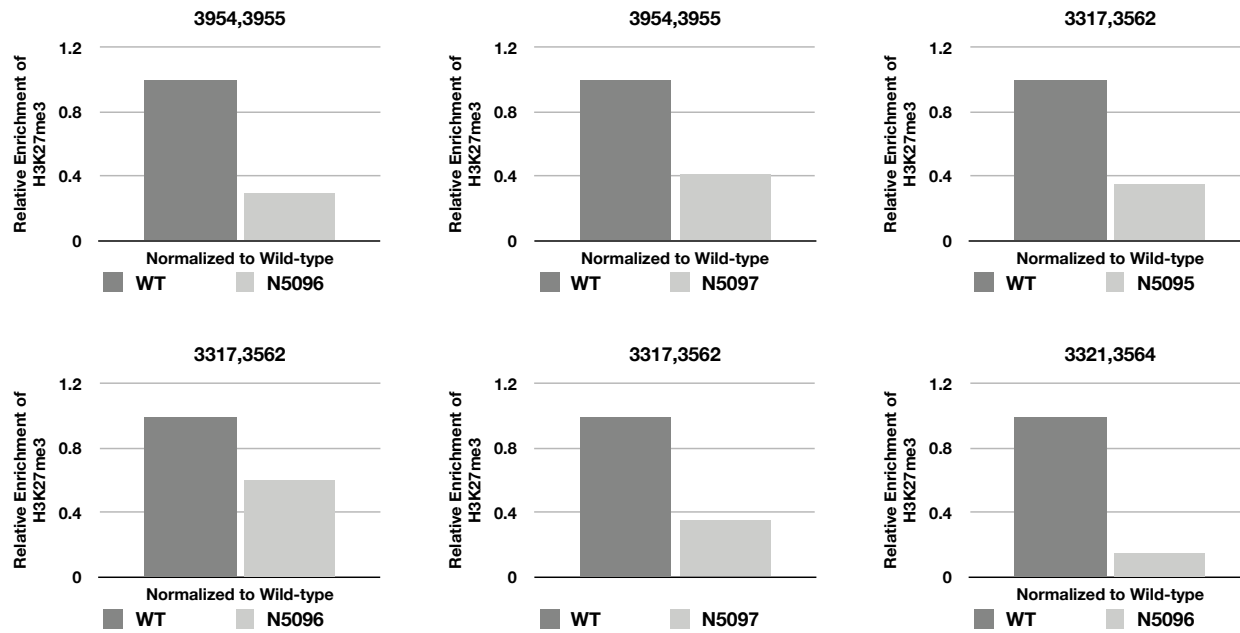 3954,3955
1.2
0.8
0.4
0
Relative Enrichment of
H3K27me3
Normalized to Wild-type
WT N5096
3954,3955
1.2
0.8
0.4
0
Relative Enrichment of
H3K27me3
Normalized to Wild-type
WT N5097
3317,3562
1.2
0.8
0.4
0
Relative Enrichment of
H3K27me3
Normalized to Wild-type
WT N5095
3317,3562
1.2
0.8
0.4
0
Relative Enrichment of
H3K27me3
Normalized to Wild-type
WT N5096
3317,3562
1.2
0.8
0.4
0
Relative Enrichment of
H3K27me3
WT N5097
3321,3564
1.2
0.8
0.4
0
Relative Enrichment of
H3K27me3
Normalized to Wild-type
WT N5096